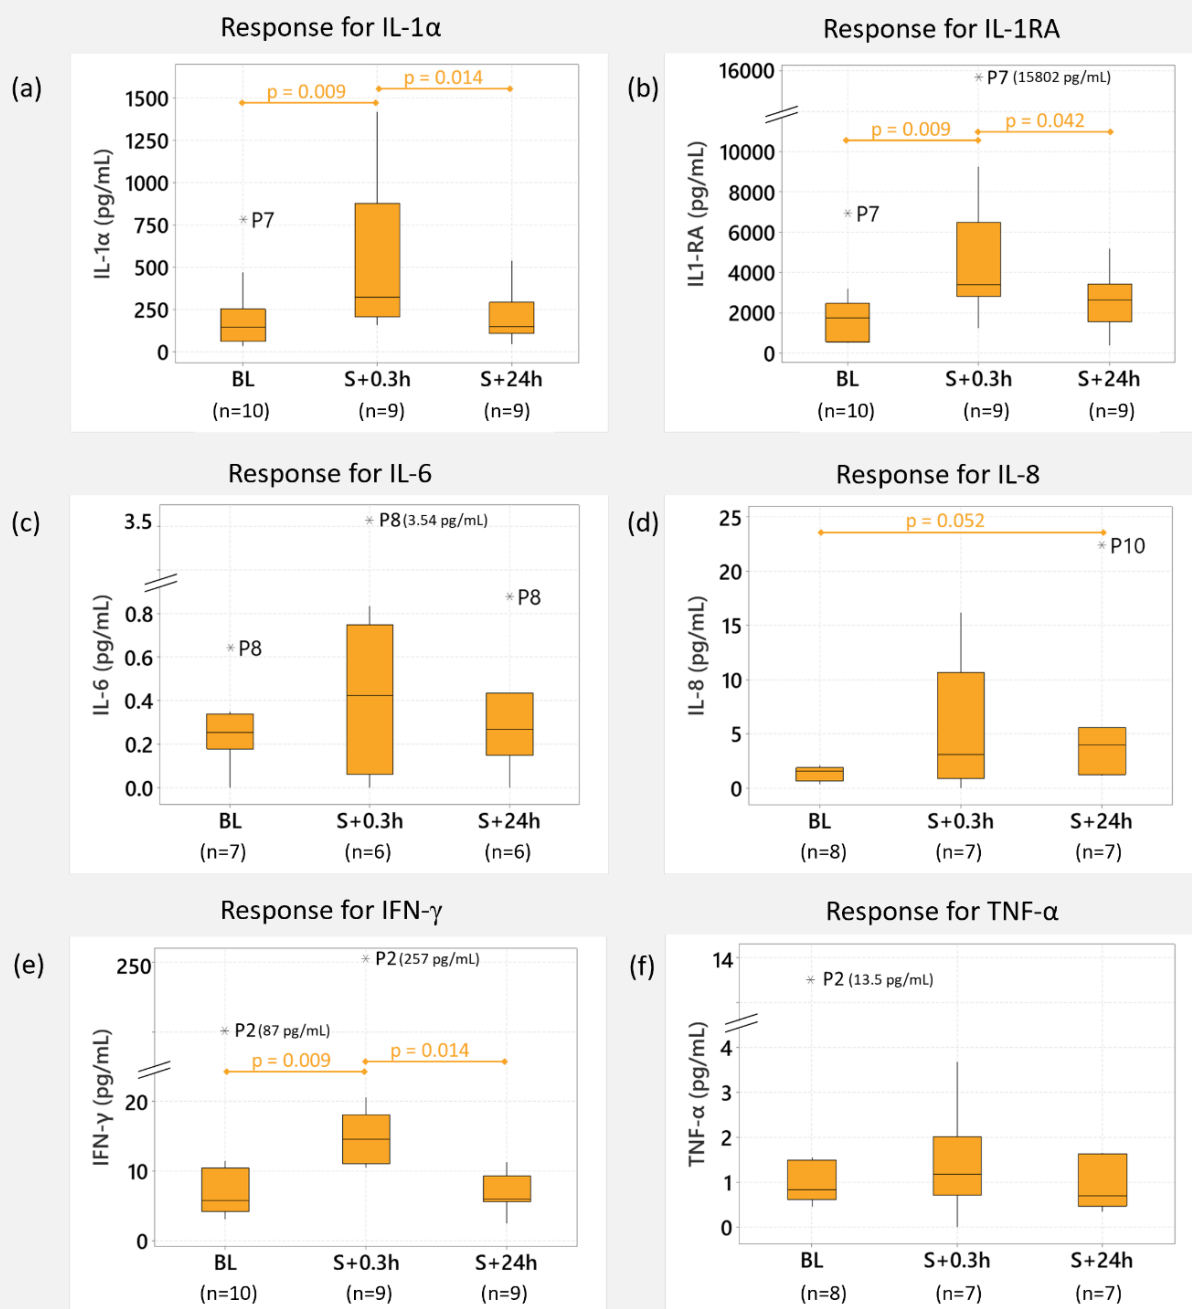 Response for IL-1α
(a)
IL-1α (pg/mL)
1500
1250
1000
750
500
250
0
p = 0.009
p = 0.014
P7
BL
S+0.3h
S+24h
(n=10)
(n=9)
(n=9)
Response for IL-1RA
(b)
IL1-RA (pg/mL)
16000
10000
8000
6000
4000
2000
0
P7 (15802 pg/mL)
p = 0.009
p = 0.042
P7
BL
S+0.3h
S+24h
(n=10)
(n=9)
(n=9)
Response for IL-6
(c)
IL-6 (pg/mL)
3.5
0.8
0.6
0.4
0.2
0.0
P8 (3.54 pg/mL)
P8
P8
BL
S+0.3h
S+24h
(n=7)
(n=6)
(n=6)
Response for IL-8
(d)
IL-8 (pg/mL)
25
20
15
10
5
0
p = 0.052
P10
BL
S+0.3h
S+24h
(n=8)
(n=7)
(n=7)
Response for IFN-γ
(e)
IFN-γ (pg/mL)
250
20
10
0
P2 (257 pg/mL)
P2 (87 pg/mL)
p = 0.009
p = 0.014
BL
S+0.3h
S+24h
(n=10)
(n=9)
(n=9)
Response for TNF-α
(f)
TNF-α (pg/mL)
14
4
3
2
1
0
P2 (13.5 pg/mL)
BL
S+0.3h
S+24h
(n=8)
(n=7)
(n=7)